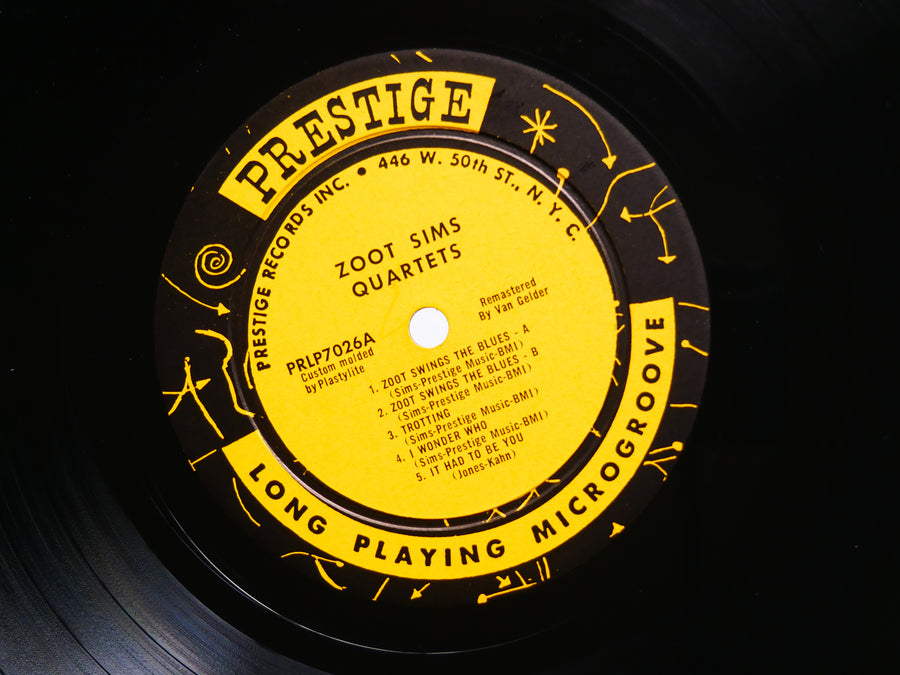 PRESTIGE
PRESTIGE RECORDS INC. • 446 W. 50th ST., N. Y. C.
ZOOT SIMS
QUARTETS
Remastered
By Van Gelder
PRLP7026A
Custom molded
by Plastylite
1. ZOOT SWINGS THE BLUES - A
(Sims-Prestige Music-BMI)
2. ZOOT SWINGS THE BLUES - B
(Sims-Prestige Music-BMI)
3. TROTTING
(Sims-Prestige Music-BMI)
4. I WONDER WHO
(Sims-Prestige Music-BMI)
5. IT HAD TO BE YOU
(Jones-Kahn)
LONG PLAYING MICROGROOVE